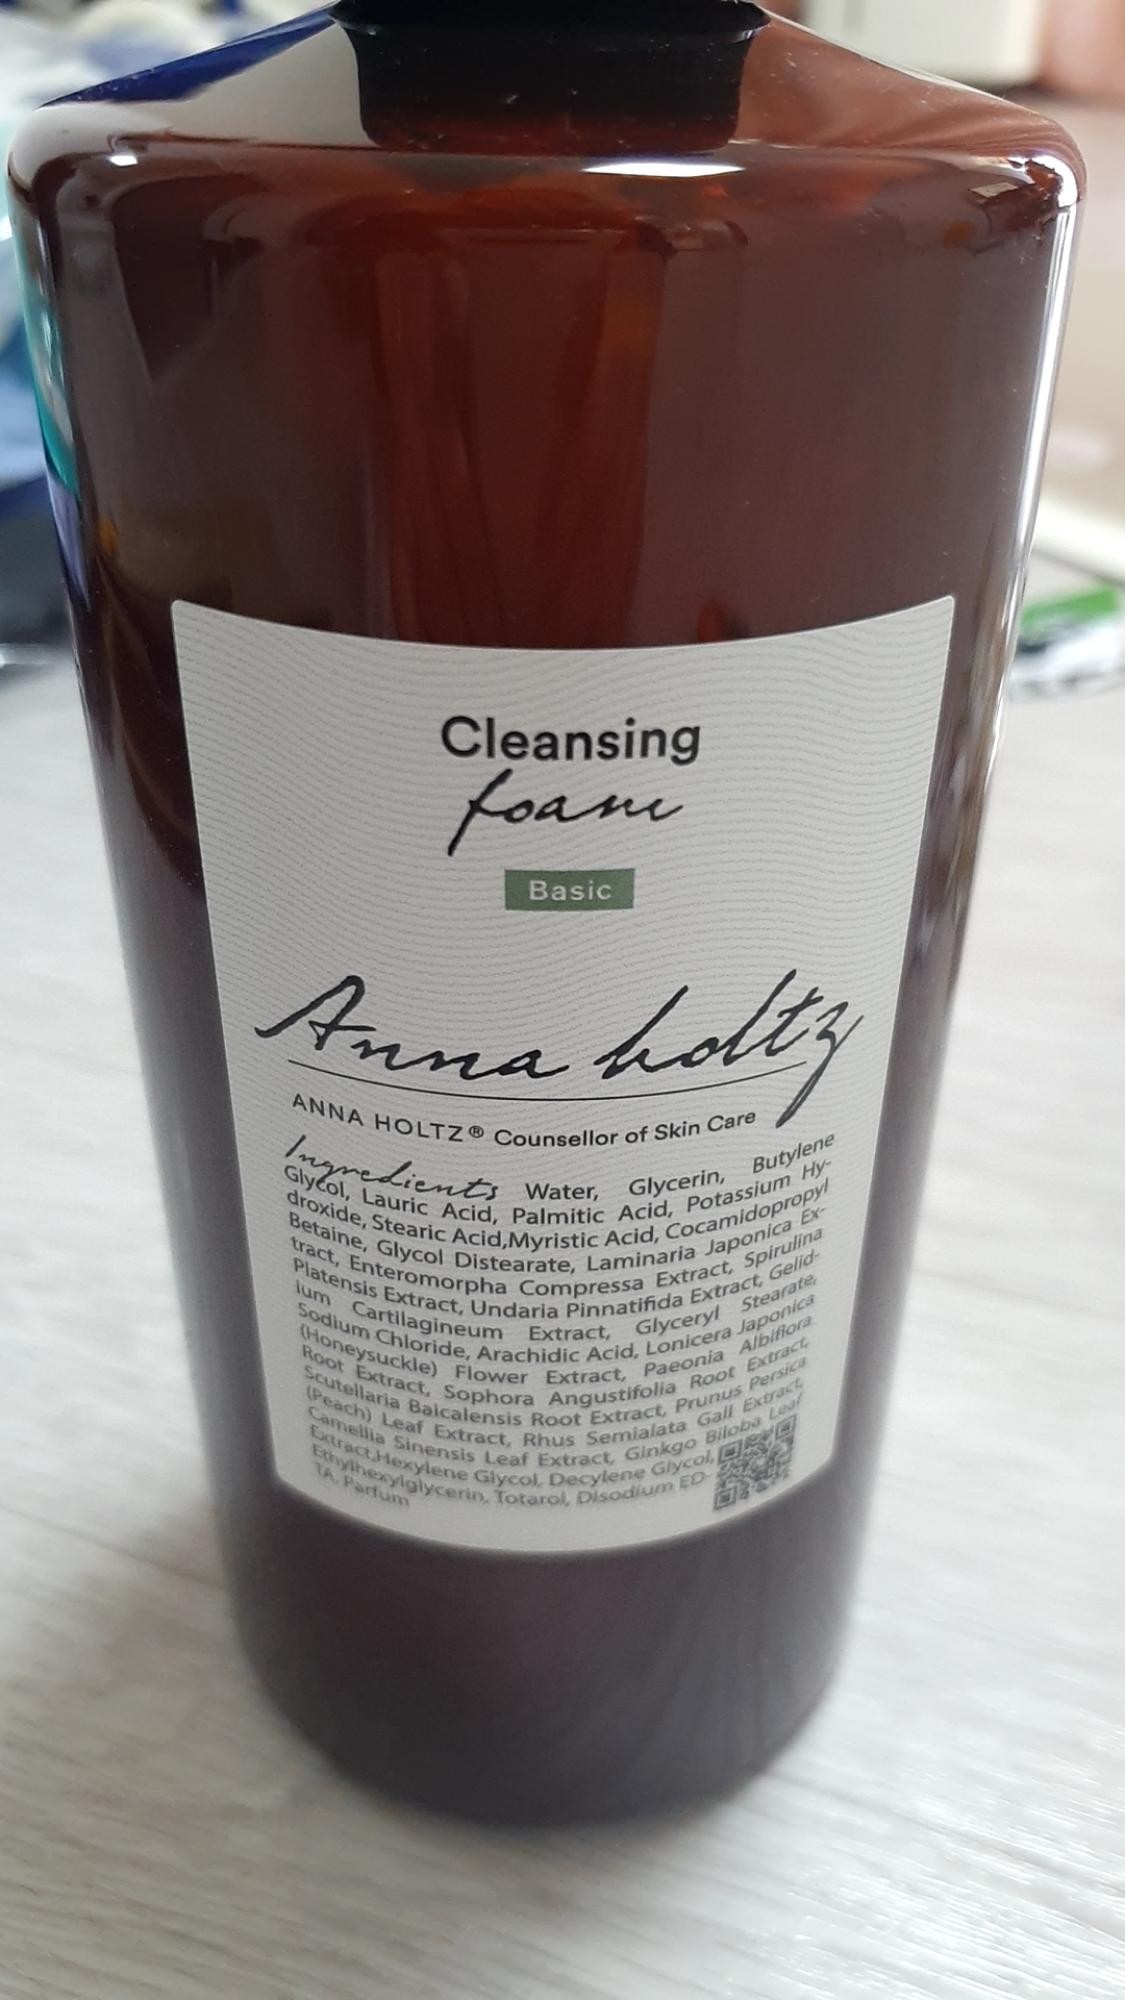 Cleansing
foam
Basic
Anna holtz
ANNA HOLTZ® Counsellor of Skin Care
Ingredients Water, Glycerin, Butylene
Glycol, Lauric Acid, Palmitic Acid, Potassium Hy-
droxide, Stearic Acid,Myristic Acid, Cocamidopropyl
Betaine, Glycol Distearate, Laminaria Japonica Ex-
tract, Enteromorpha Compressa Extract, Spirulina
Platensis Extract, Undaria Pinnatifida Extract, Gelid-
ium Cartilagineum Extract, Glyceryl Stearate,
Sodium Chloride, Arachidic Acid, Lonicera Japonica
(Honeysuckle) Flower Extract, Paeonia Albiflora
Root Extract, Sophora Angustifolia Root Extract,
Scutellaria Baicalensis Root Extract, Prunus Persica
(Peach) Leaf Extract, Rhus Semialata Gall Extract,
Camellia Sinensis Leaf Extract, Ginkgo Biloba Leaf
Extract,Hexylene Glycol, Decylene Glycol,
Ethylhexylglycerin, Totarol, Disodium ED-
TA, Parfum